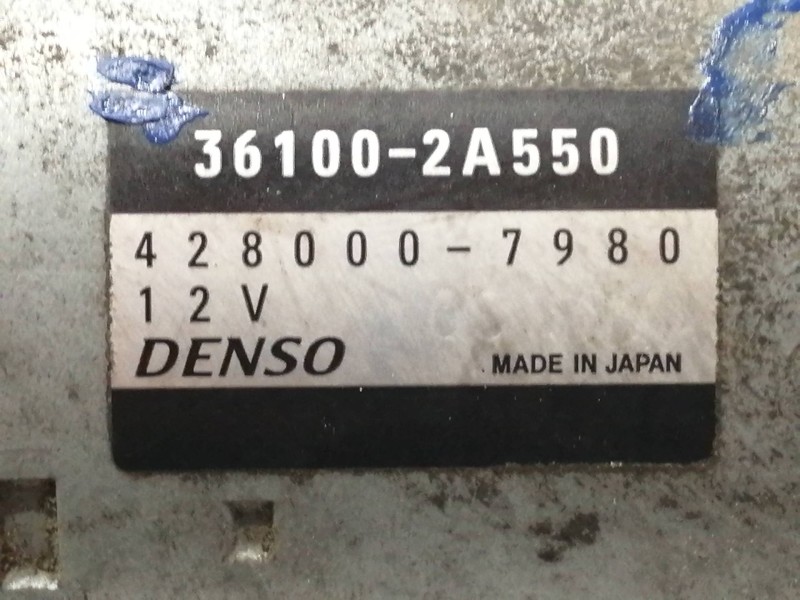 36100-2A550
428000-7980
12V
DENSO
MADE IN JAPAN